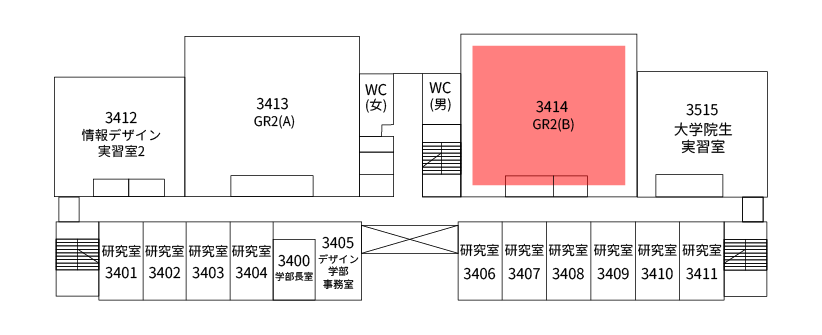 3412
情報デザイン
実習室2
3413
GR2(A)
WC
(女)
WC
(男)
3414
GR2(B)
3515
大学院生
実習室
研究室
3401
研究室
3402
研究室
3403
研究室
3404
3400
学部長室
3405
デザイン
学部
事務室
研究室
3406
研究室
3407
研究室
3408
研究室
3409
研究室
3410
研究室
3411